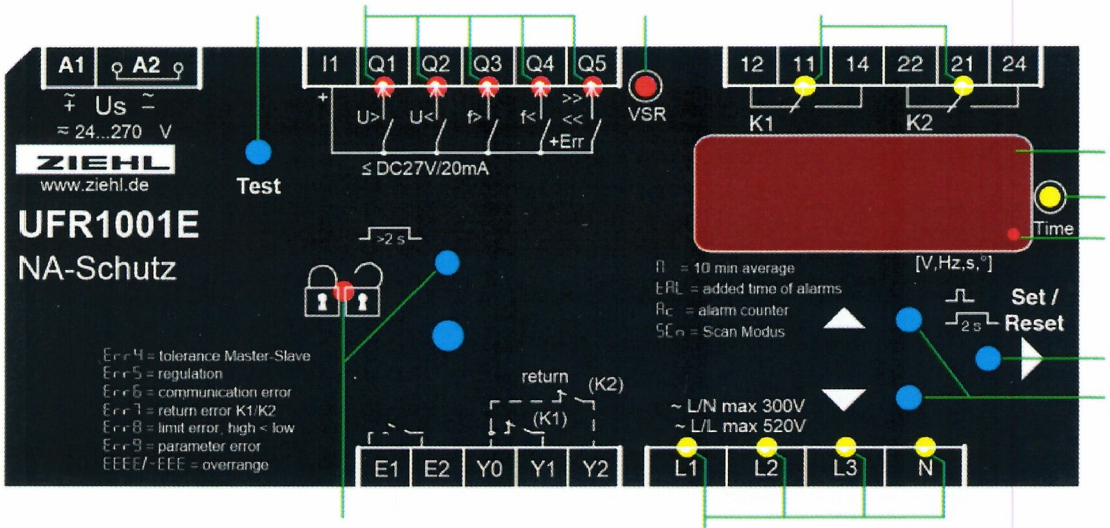 A1 A2
Us
≂ 24...270 V
ZIEHL
www.ziehl.de
UFR1001E
NA-Schutz
Test
I1 Q1 Q2 Q3 Q4 Q5
+
U> U< f> f< >>
<<
+Err
≤ DC27V/20mA
VSR
12 11 14 22 21 24
K1 K2
Time
[V,Hz,s,°]
>2 s
= 10 min average
tAL = added time of alarms
Ac = alarm counter
SCn = Scan Modus
Set /
Reset
2 s
Err4 = tolerance Master-Slave
Err5 = regulation
Err6 = communication error
Err7 = return error K1/K2
Err8 = limit error, high < low
Err9 = parameter error
EEEE/-EEE = overrange
return
(K2)
(K1)
~ L/N max 300V
~ L/L max 520V
E1 E2 Y0 Y1 Y2
L1 L2 L3 N